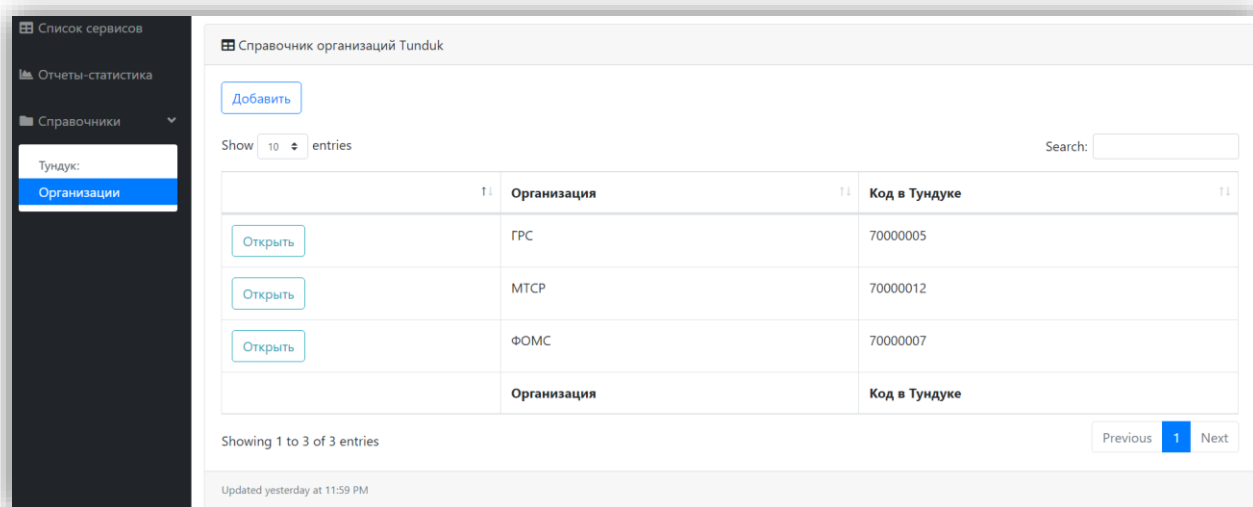 Список сервисов
Отчеты-статистика
Справочники
Тундук:
Организации
Справочник организаций Tunduk
Добавить
Show 10 entries
Search:
Организация Код в Тундуке
Открыть ГРС 70000005
Открыть МТСР 70000012
Открыть ФОМС 70000007
Организация Код в Тундуке
Showing 1 to 3 of 3 entries
Previous 1 Next
Updated yesterday at 11:59 PM